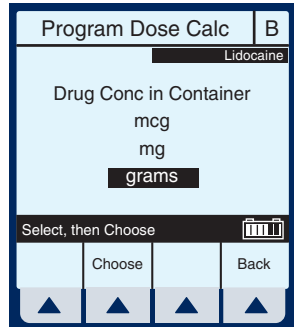 Program Dose Calc B
Lidocaine
Drug Conc in Container
mcg
mg
grams
Select, then Choose
Choose Back